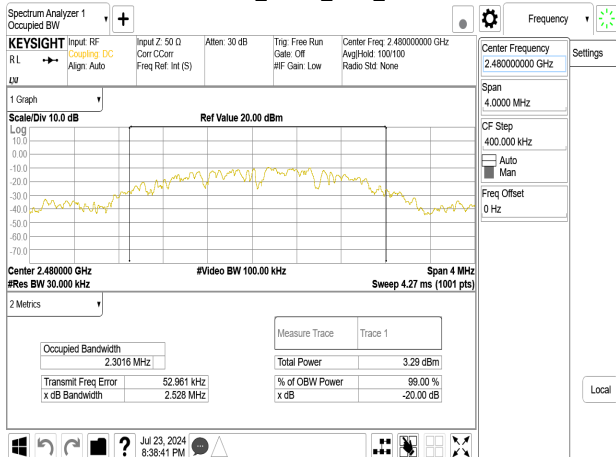 Spectrum Analyzer 1
Occupied BW
Frequency
KEYSIGHT
R L
Input: RF
Coupling: DC
Align: Auto
Input Z: 50 Ω
Corr CCorr
Freq Ref: Int (S)
Atten: 30 dB
Trig: Free Run
Gate: Off
#IF Gain: Low
Center Freq: 2.480000000 GHz
Avg|Hold: 100/100
Radio Std: None
Center Frequency
2.480000000 GHz
Settings
Span
4.0000 MHz
CF Step
400.000 kHz
Auto
Man
Freq Offset
0 Hz
1 Graph
Scale/Div 10.0 dB
Ref Value 20.00 dBm
Log
10.0
0.00
-10.0
-20.0
-30.0
-40.0
-50.0
-60.0
-70.0
Center 2.480000 GHz
#Video BW 100.00 kHz
Span 4 MHz
#Res BW 30.000 kHz
Sweep 4.27 ms (1001 pts)
2 Metrics
Measure Trace
Trace 1
Occupied Bandwidth
2.3016 MHz
Total Power
3.29 dBm
Transmit Freq Error
52.961 kHz
% of OBW Power
99.00 %
x dB Bandwidth
2.528 MHz
x dB
-20.00 dB
Local
?
Jul 23, 2024
8:38:41 PM